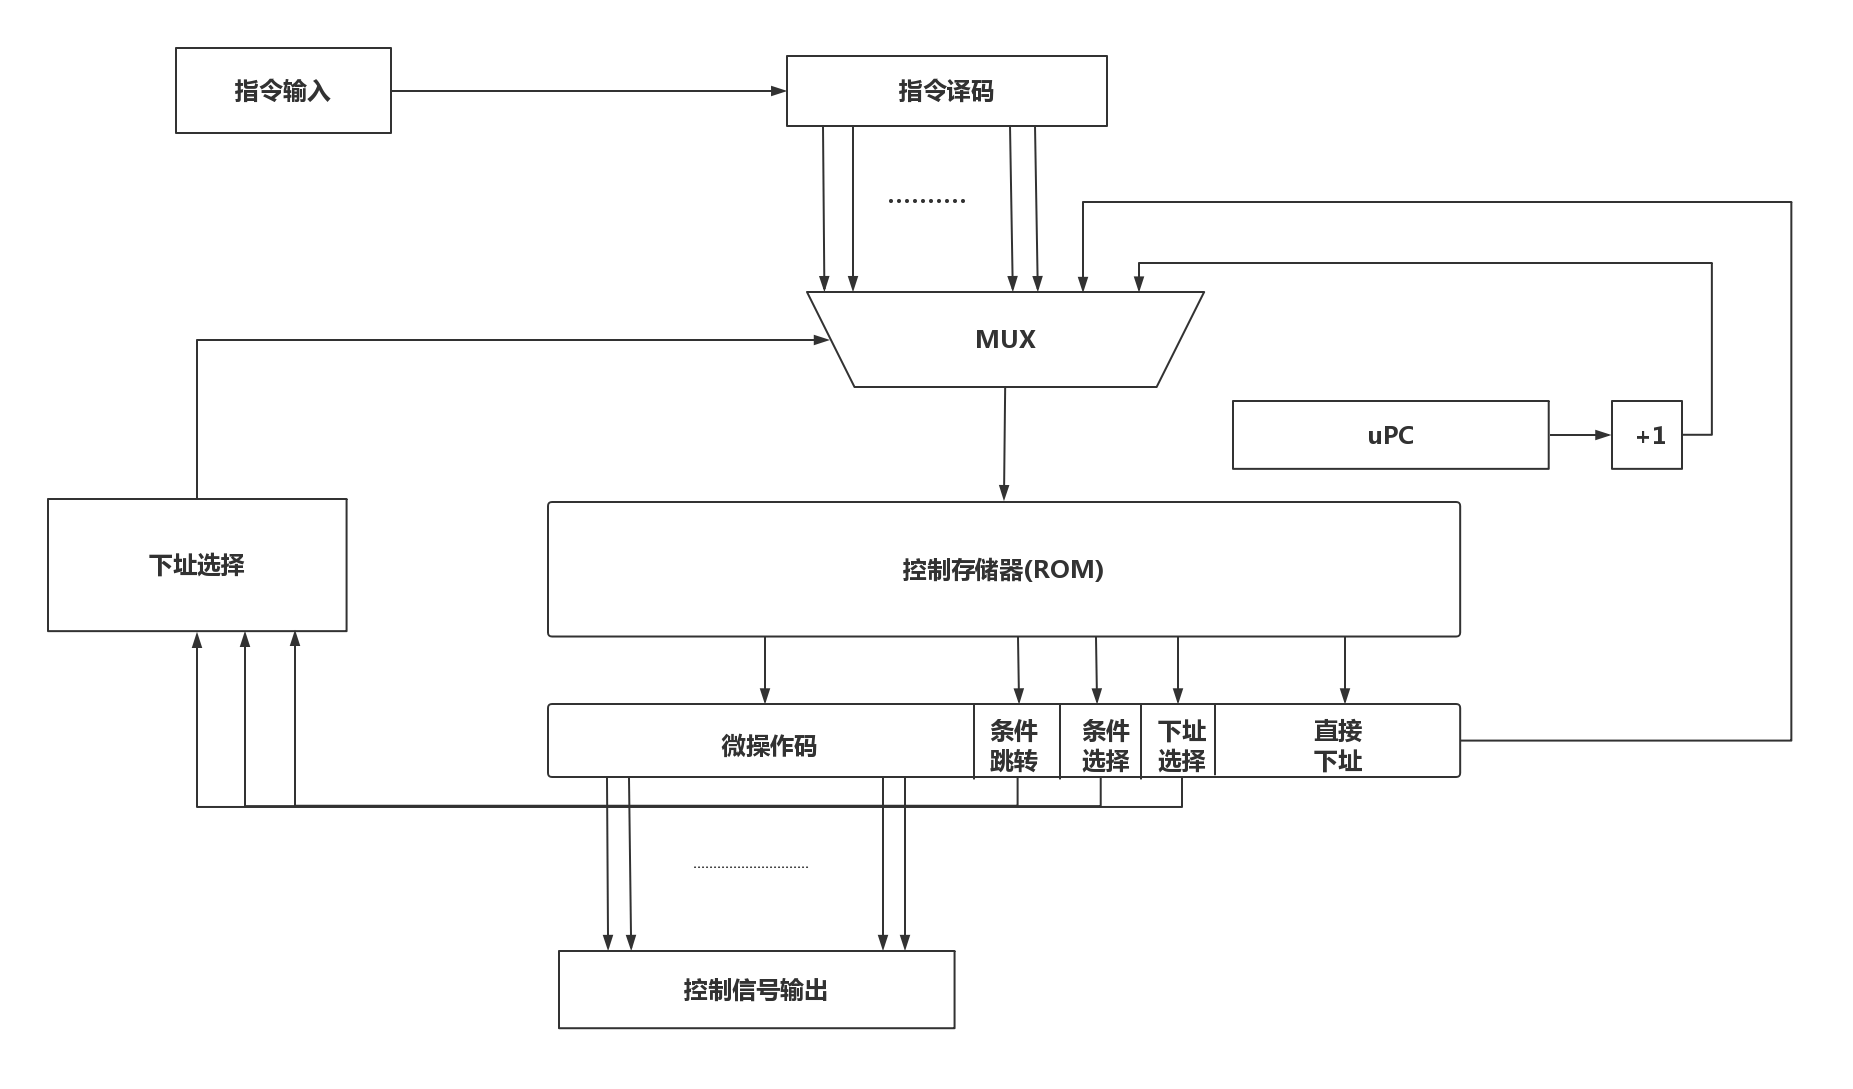 指令输入
指令译码
MUX
uPC
+1
下址选择
控制存储器(ROM)
微操作码
条件
跳转
条件
选择
下址
选择
直接
下址
控制信号输出